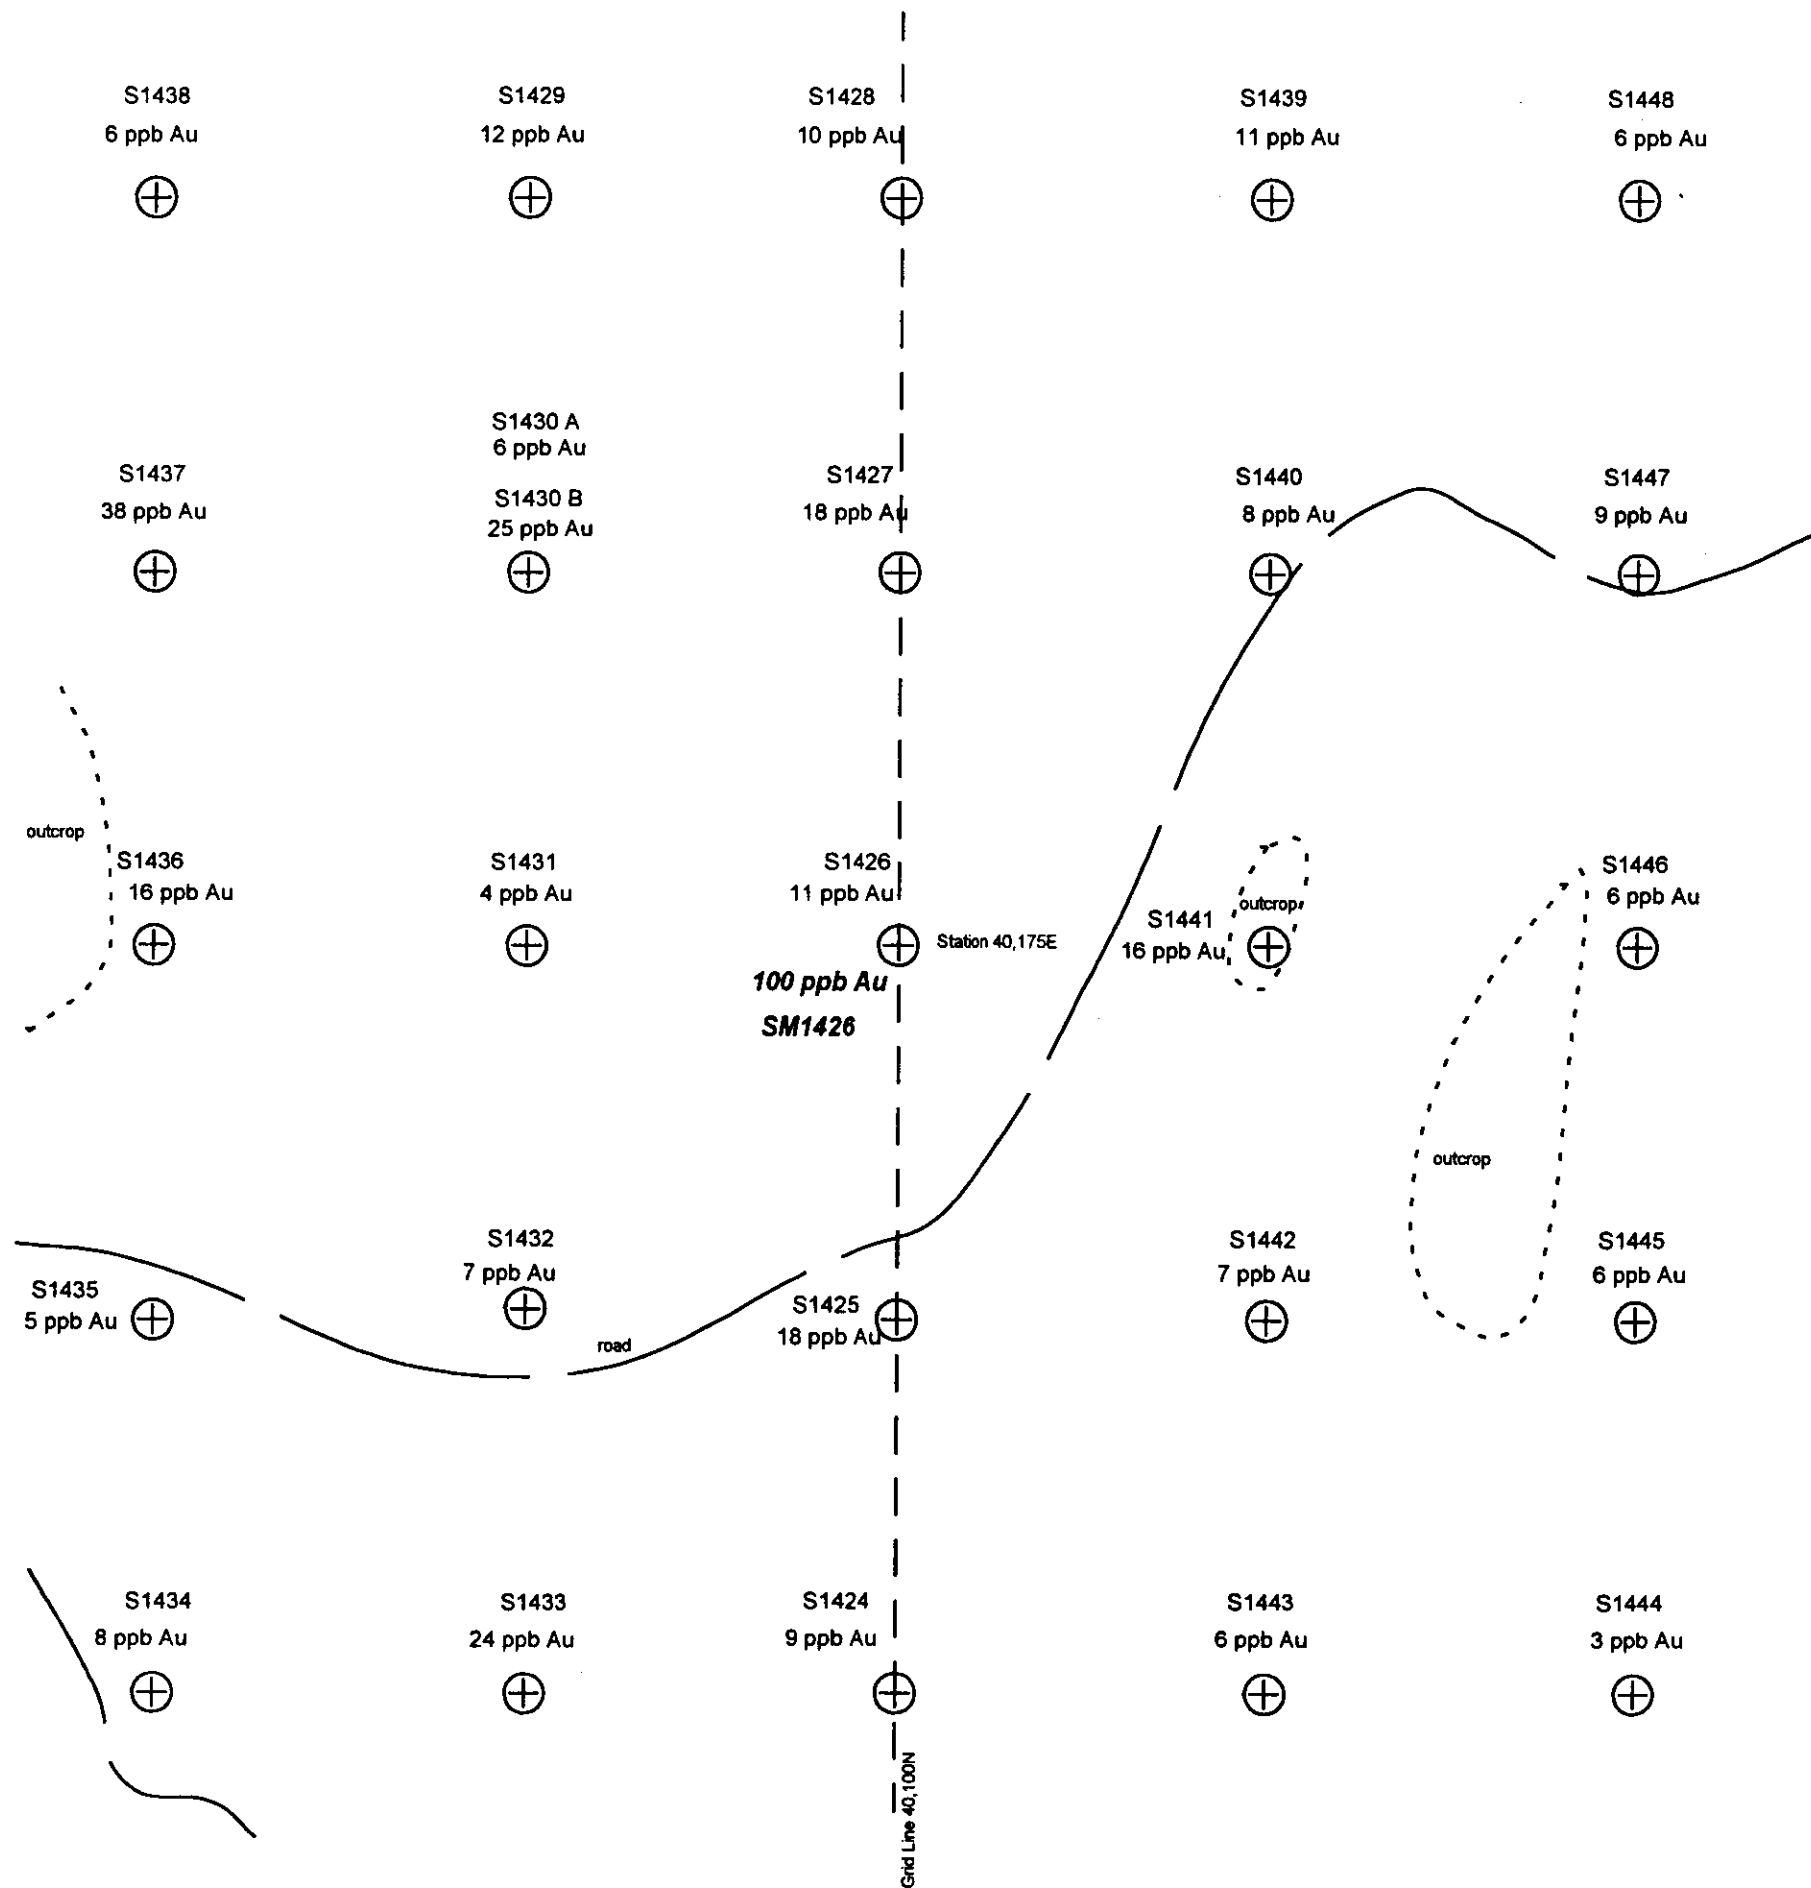 S1438
6 ppb Au
S1429
12 ppb Au
S1428
10 ppb Au
S1439
11 ppb Au
S1448
6 ppb Au
S1437
38 ppb Au
S1430 A
6 ppb Au
S1430 B
25 ppb Au
S1427
18 ppb Au
S1440
8 ppb Au
S1447
9 ppb Au
outcrop
S1436
16 ppb Au
S1431
4 ppb Au
S1426
11 ppb Au
Station 40,175E
100 ppb Au
SM1426
S1441
16 ppb Au
outcrop
S1446
6 ppb Au
outcrop
S1435
5 ppb Au
S1432
7 ppb Au
road
S1425
18 ppb Au
S1442
7 ppb Au
S1445
6 ppb Au
S1434
8 ppb Au
S1433
24 ppb Au
S1424
9 ppb Au
S1443
6 ppb Au
S1444
3 ppb Au
Grid Line 40,100N